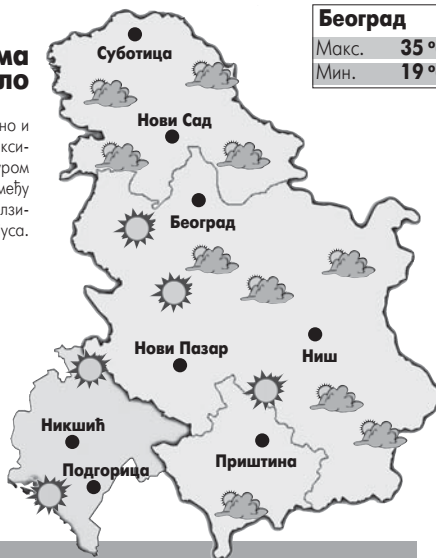 Београд
Макс. 35 º
Мин. 19 º
Суботица
Нови Сад
Београд
Нови Пазар
Ниш
Никшић
Подгорица
Приштина